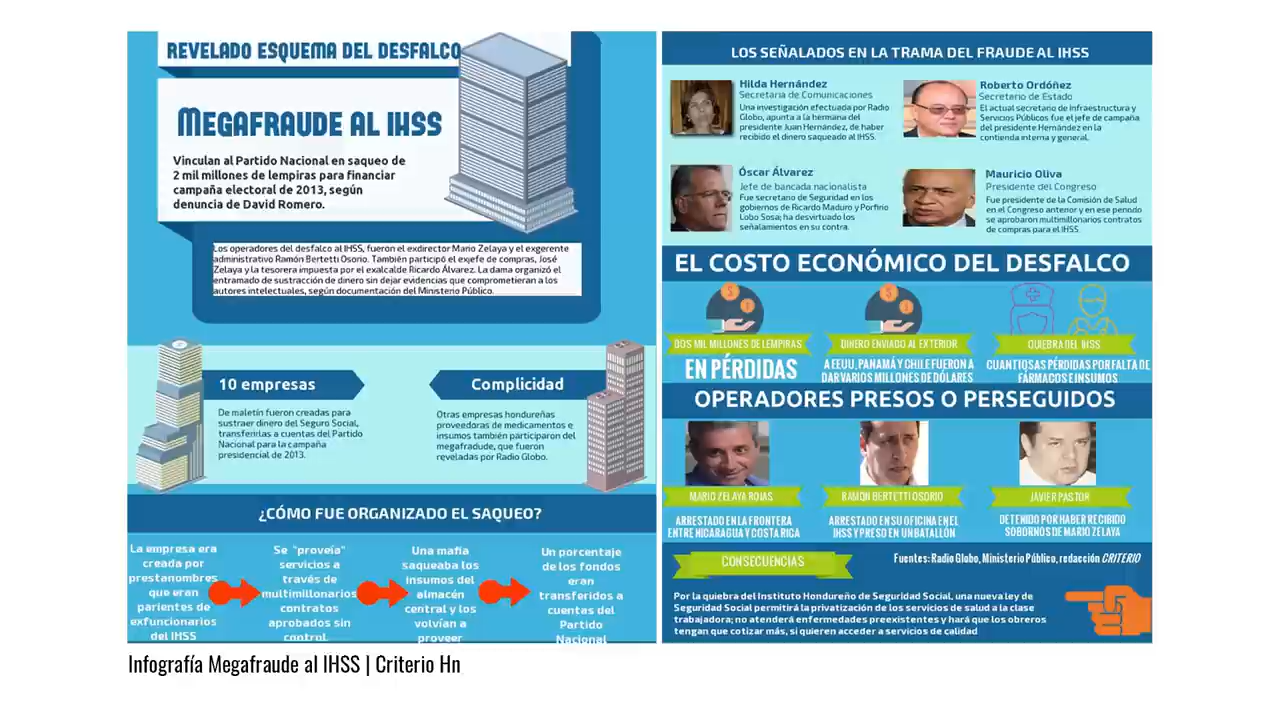 REVELADO ESQUEMA DEL DESFALCO
MEGAFRAUDE AL IHSS
Vinculan al Partido Nacional en saqueo de
2 mil millones de lempiras para financiar
campaña electoral de 2013, según
denuncia de David Romero.
Los operadores del desfalco al IHSS, fueron el exdirector Mario Zelaya y el exgerente
administrativo Ramón Bertetti Osorio. También participó el exjefe de compras, José
Zelaya y la tesorera impuesta por el exalcalde Ricardo Álvarez. La dama organizó el
entramado de sustracción de dinero sin dejar evidencias que comprometieran a los
autores intelectuales, según documentación del Ministerio Público.
10 empresas
De maletín fueron creadas para
sustraer dinero del Seguro Social,
transferirlas a cuentas del Partido
Nacional para la campaña
presidencial de 2013.
Complicidad
Otras empresas hondureñas
proveedoras de medicamentos e
insumos también participaron del
megafradude, que fueron
reveladas por Radio Globo.
¿CÓMO FUE ORGANIZADO EL SAQUEO?
La empresa era
creada por
prestanombres
que eran
parientes de
exfuncionarios
del IHSS
Se "proveía"
servicios a
través de
multimillonarios
contratos
aprobados sin
control
Una mafia
saqueaba los
insumos del
almacén
central y los
volvían a
proveer
Un porcentaje
de los fondos
eran
transferidos a
cuentas del
Partido
Nacional
LOS SEÑALADOS EN LA TRAMA DEL FRAUDE AL IHSS
Hilda Hernández
Secretaria de Comunicaciones
Una investigación efectuada por Radio
Globo, apunta a la hermana del
presidente Juan Hernández, de haber
recibido el dinero saqueado al IHSS.
Roberto Ordóñez
Secretario de Estado
El actual secretario de Infraestructura y
Servicios Públicos fue el jefe de campaña
del presidente Hernández en la
contienda interna y general.
Óscar Álvarez
Jefe de bancada nacionalista
Fue secretario de Seguridad en los
gobiernos de Ricardo Maduro y Porfirio
Lobo Sosa; ha desvirtuado los
señalamientos en su contra.
Mauricio Oliva
Presidente del Congreso
Fue presidente de la Comisión de Salud
en el Congreso anterior y en ese periodo
se aprobaron multimillonarios contratos
de compras para el IHSS.
EL COSTO ECONÓMICO DEL DESFALCO
DOS MIL MILLONES DE LEMPIRAS
EN PÉRDIDAS
DINERO ENVIADO AL EXTERIOR
A EEUU, PANAMÁ Y CHILE FUERON A
DAR VARIOS MILLONES DE DÓLARES
QUIEBRA DEL IHSS
CUANTIOSAS PÉRDIDAS POR FALTA DE
FÁRMACOS E INSUMOS
OPERADORES PRESOS O PERSEGUIDOS
MARIO ZELAYA ROJAS
ARRESTADO EN LA FRONTERA
ENTRE NICARAGUA Y COSTA RICA
RAMÓN BERTETTI OSORIO
ARRESTADO EN SU OFICINA EN EL
IHSS Y PRESO EN UN BATALLÓN
JAVIER PASTOR
DETENIDO POR HABER RECIBIDO
SOBORNOS DE MARIO ZELAYA
CONSECUENCIAS
Fuentes: Radio Globo, Ministerio Público, redacción CRITERIO
Por la quiebra del Instituto Hondureño de Seguridad Social, una nueva ley de
Seguridad Social permitirá la privatización de los servicios de salud a la clase
trabajadora; no atenderá enfermedades preexistentes y hará que los obreros
tengan que cotizar más, si quieren acceder a servicios de calidad
Infografía Megafraude al IHSS | Criterio Hn